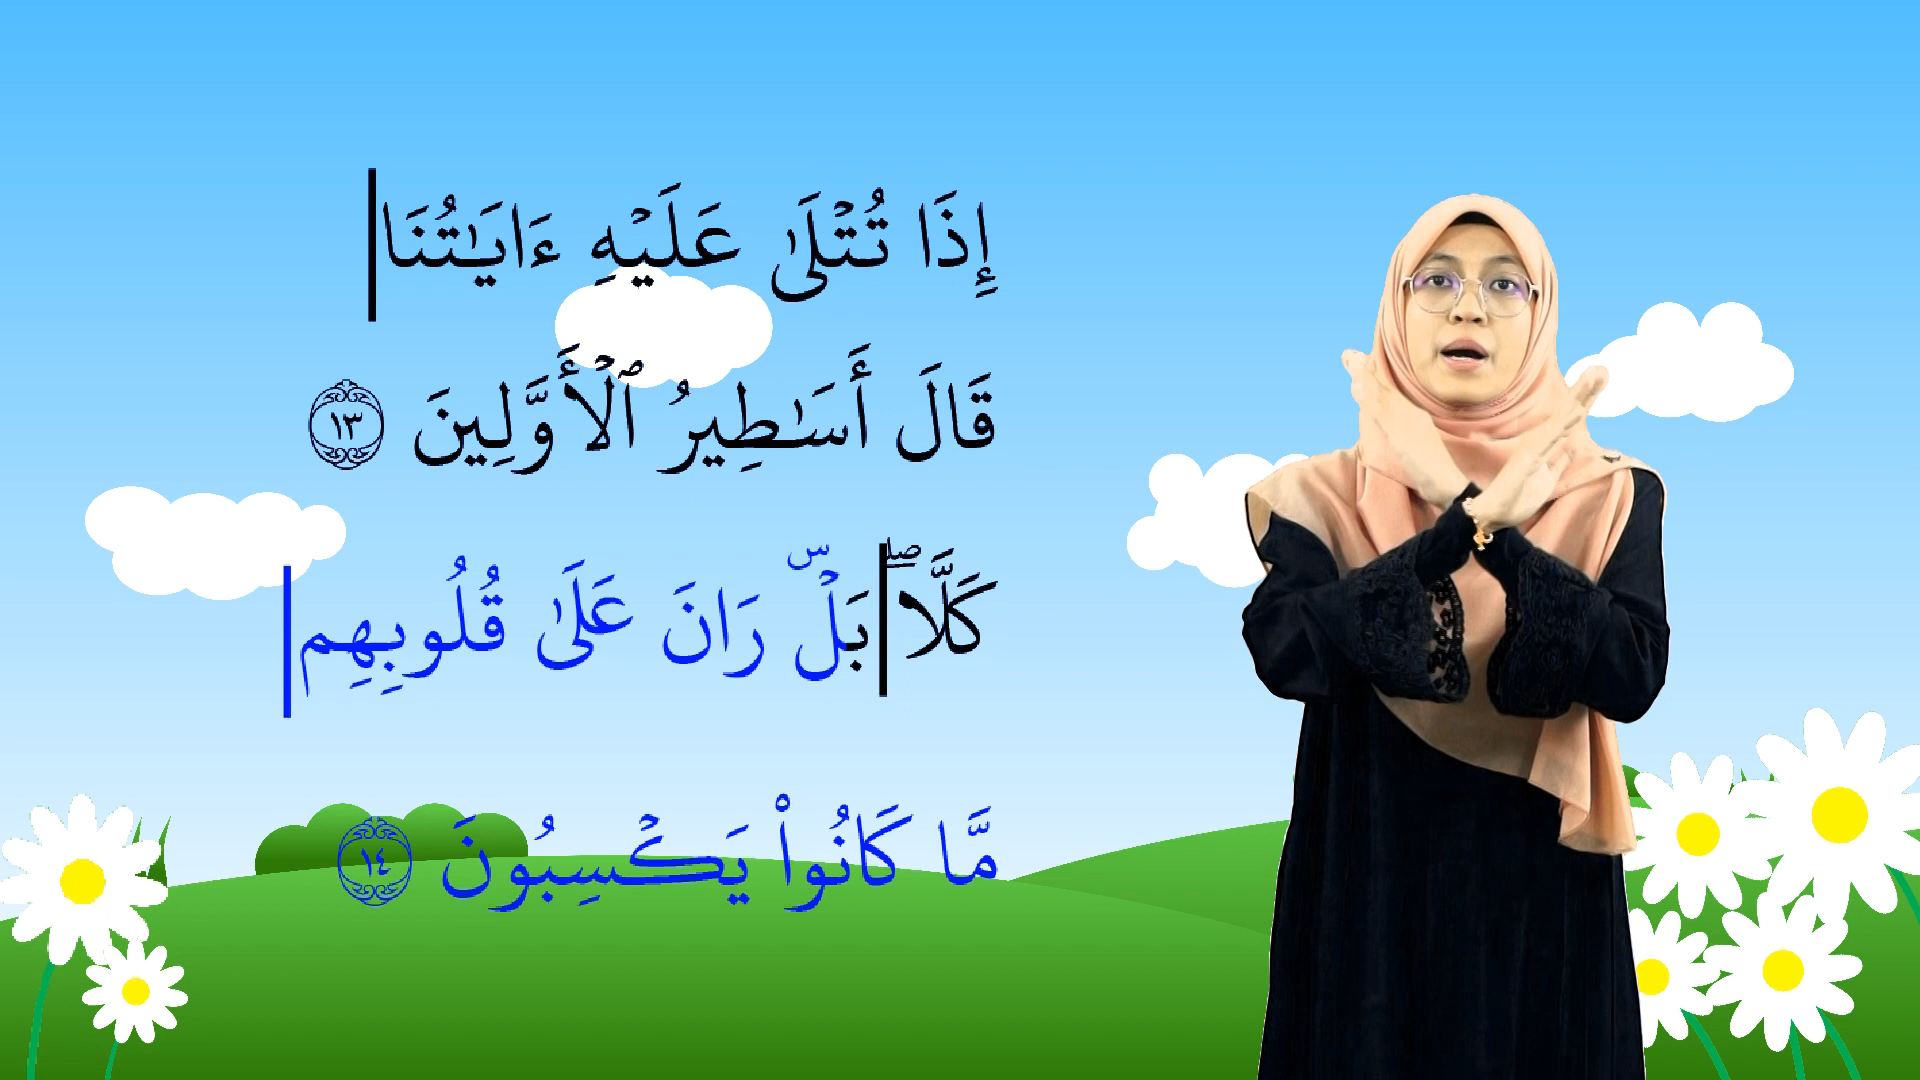 إِذَا تُتۡلَىٰ عَلَيۡهِ ءَايَٰتُنَا
قَالَ أَسَٰطِيرُ ٱلۡأَوَّلِينَ ١٣
كَلَّاۖ بَلۡۜ رَانَ عَلَىٰ قُلُوبِهِم
مَّا كَانُواْ يَكۡسِبُونَ ١٤